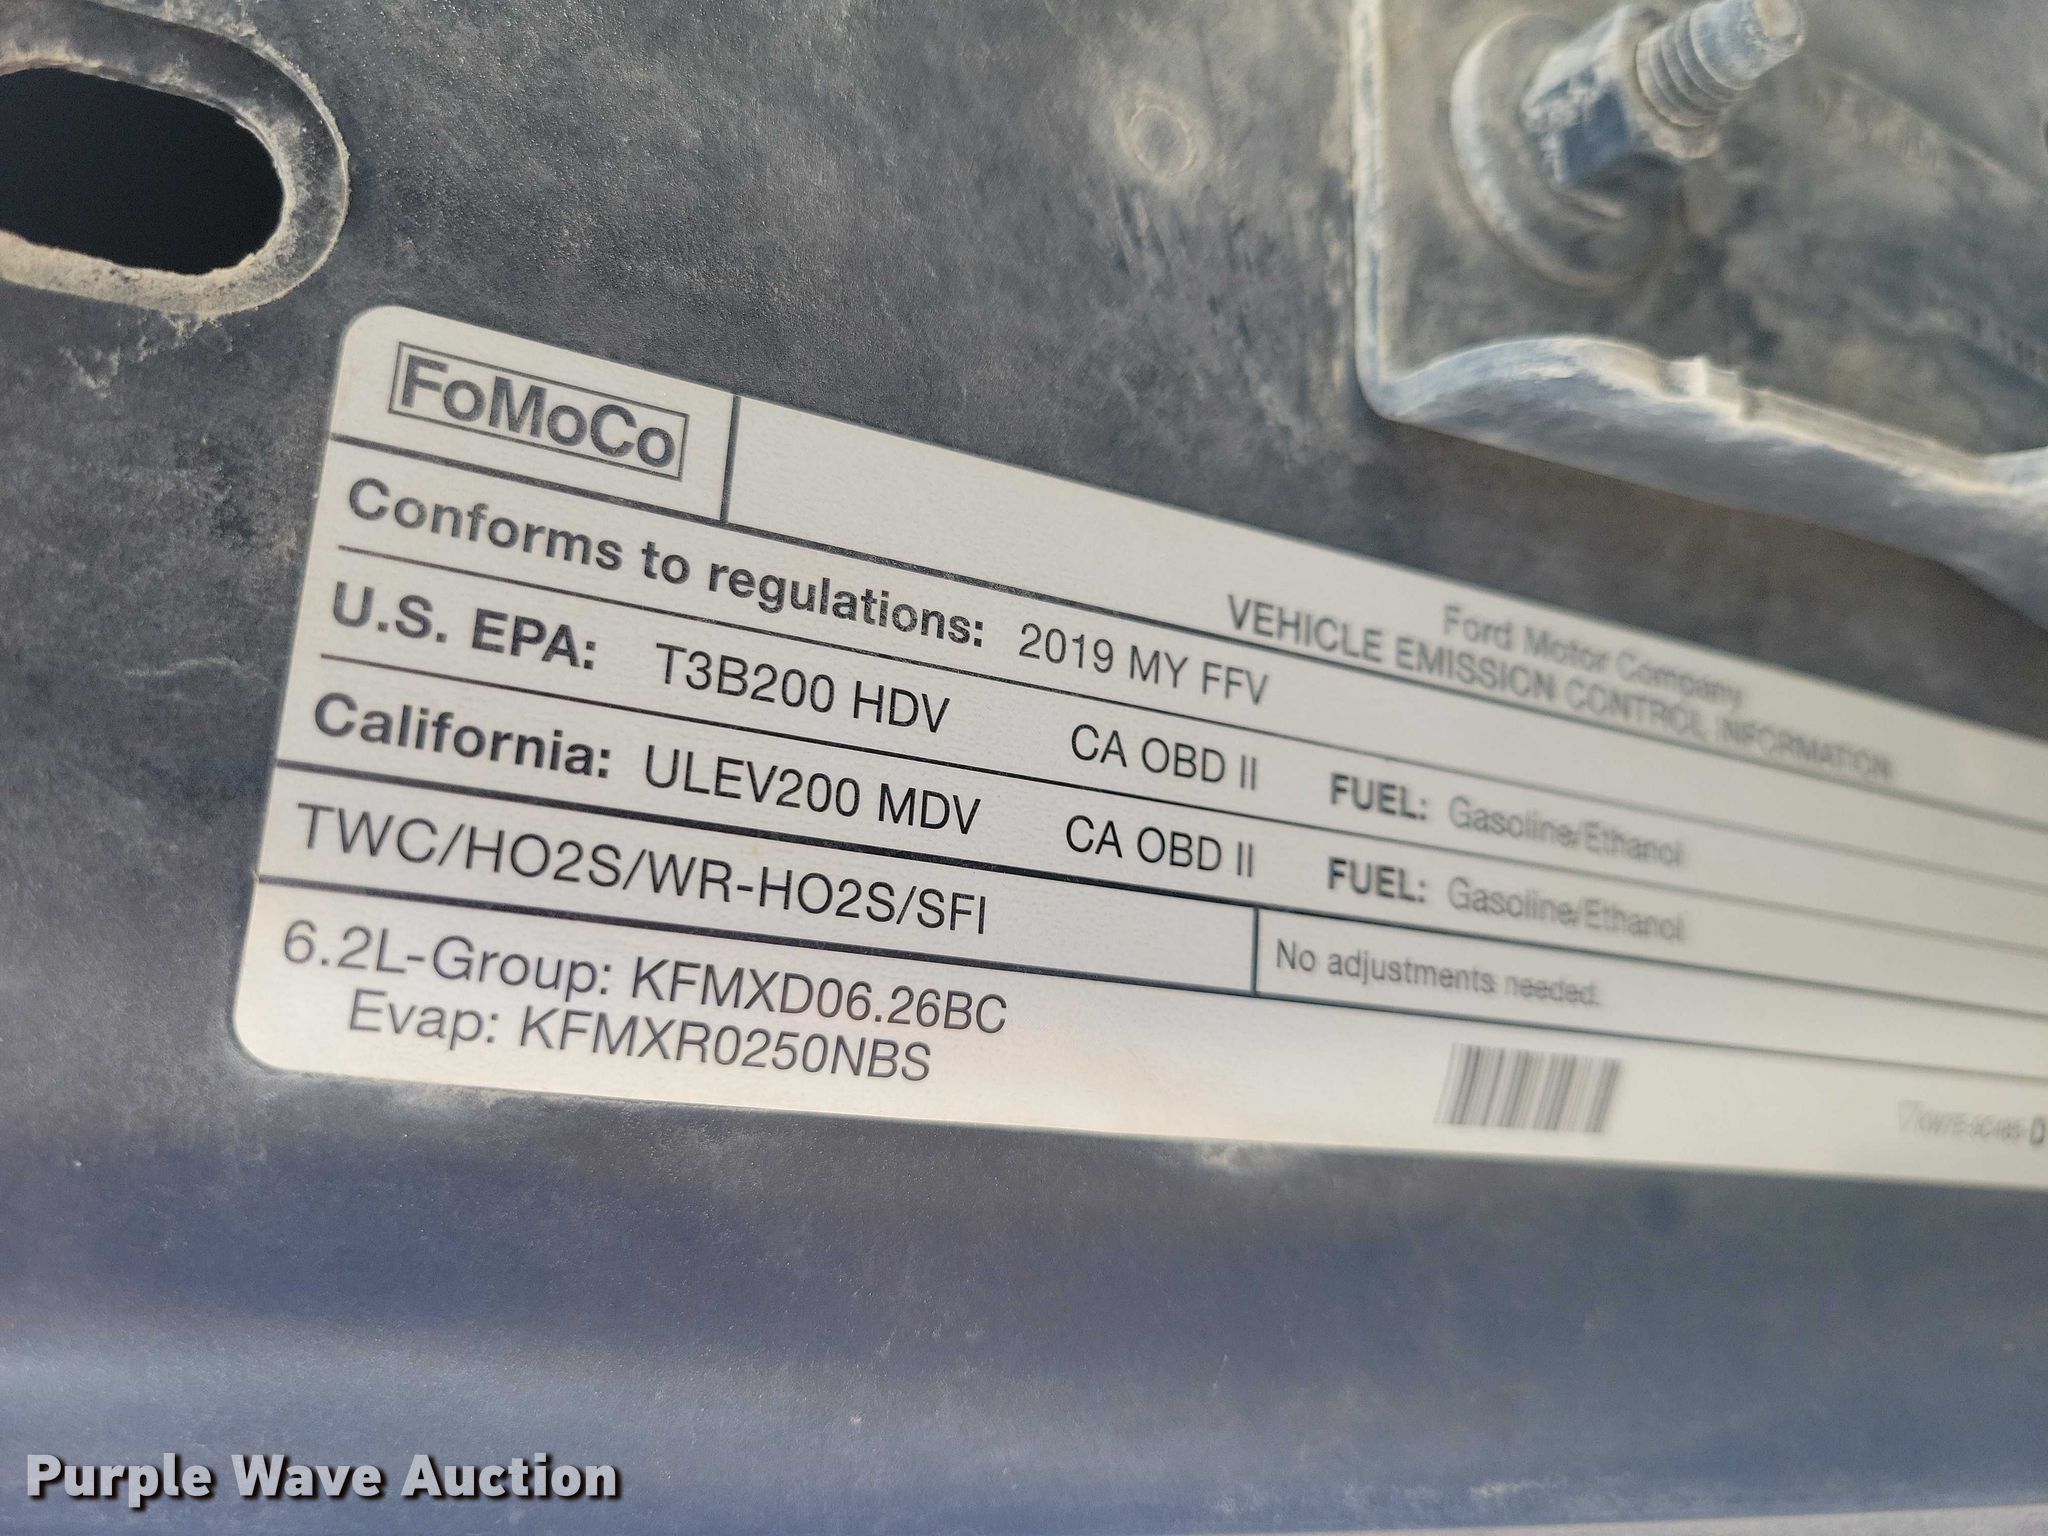 FoMoCo
Ford Motor Company
VEHICLE EMISSION CONTROL INFORMATION
Conforms to regulations: 2019 MY FFV
U.S. EPA: T3B200 HDV CA OBD II FUEL: Gasoline/Ethanol
California: ULEV200 MDV CA OBD II FUEL: Gasoline/Ethanol
TWC/HO2S/WR-HO2S/SFI
No adjustments needed.
6.2L-Group: KFMXD06.26BC
Evap: KFMXR0250NBS
Purple Wave Auction